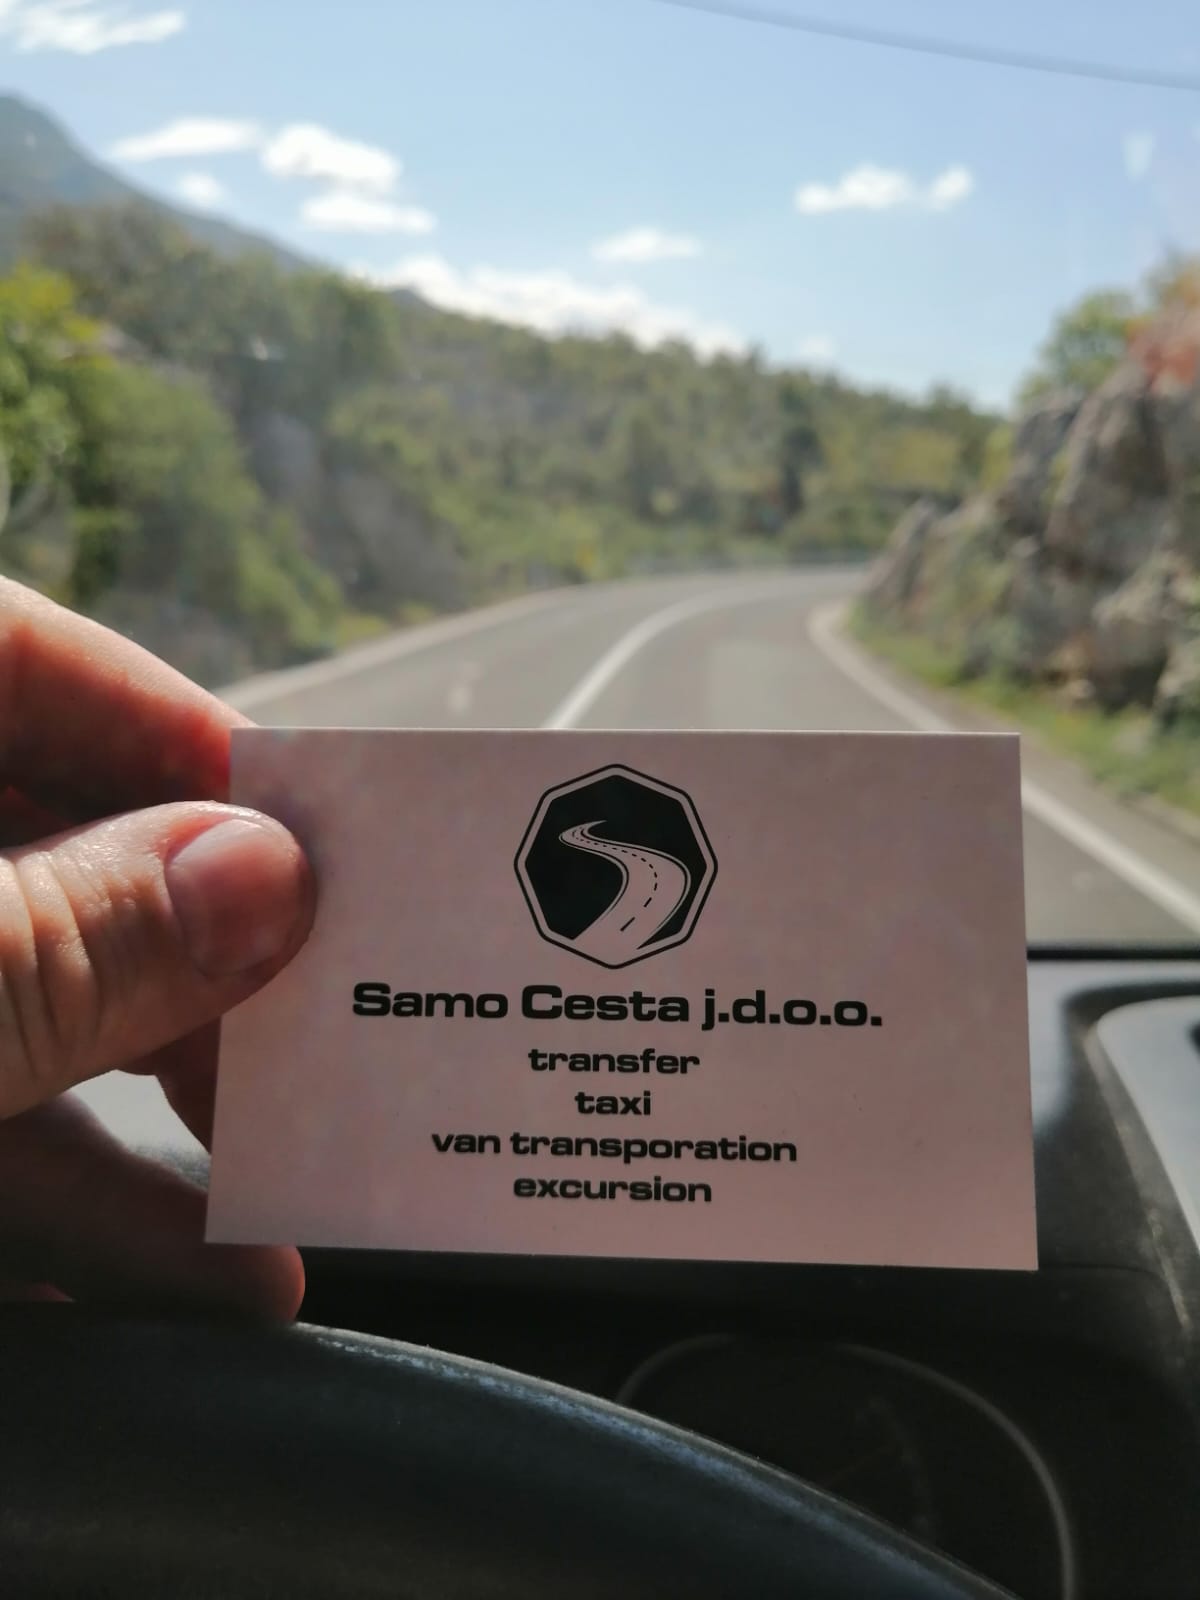 Samo Cesta j.d.o.o.
transfer
taxi
van transporation
excursion